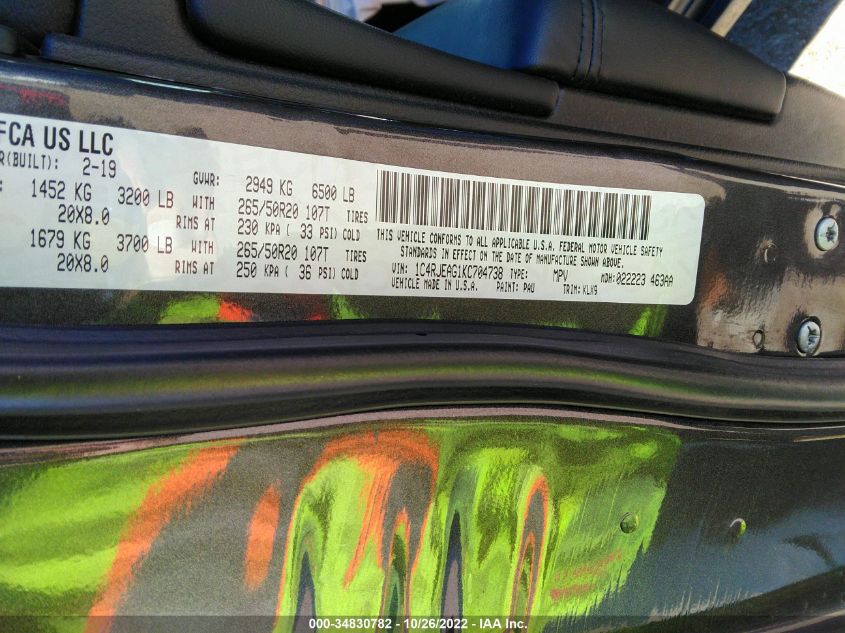 FCA US LLC
R(BUILT): 2-19
GVWR: 2949 KG 6500 LB
1452 KG 3200 LB WITH 265/50R20 107T TIRES
20X8.0 RIMS AT 230 KPA ( 33 PSI) COLD
1679 KG 3700 LB WITH 265/50R20 107T TIRES
20X8.0 RIMS AT 250 KPA ( 36 PSI) COLD
THIS VEHICLE CONFORMS TO ALL APPLICABLE U.S.A. FEDERAL MOTOR VEHICLE SAFETY
STANDARDS IN EFFECT ON THE DATE OF MANUFACTURE SHOWN ABOVE.
VIN: 1C4RJEAG1KC704738 TYPE: MPV MDH:022223 463AA
VEHICLE MADE IN U.S.A. PAINT: PAU TRIM: KLX9
000-34830782 - 10/26/2022 - IAA Inc.